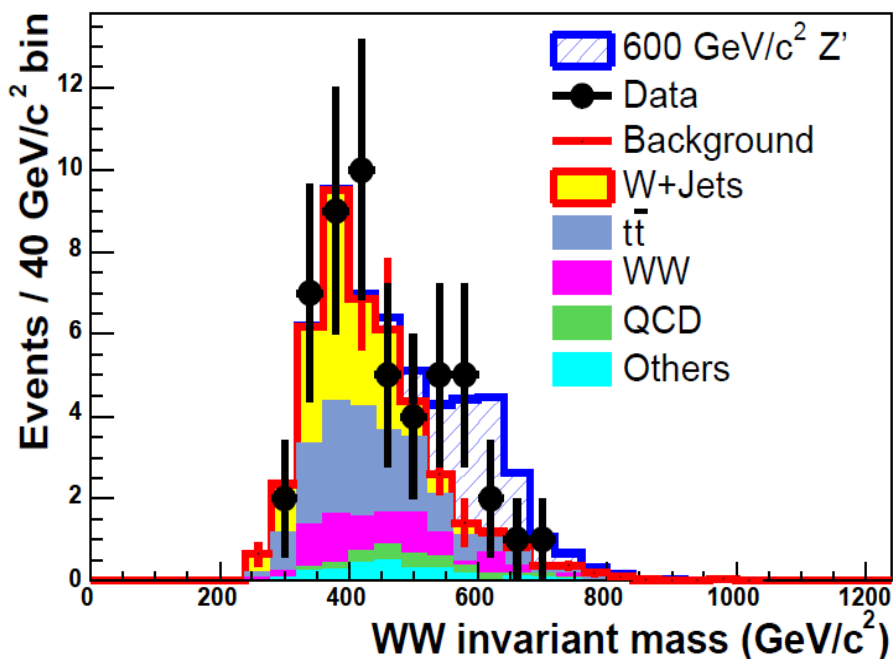 Events / 40 GeV/c² bin
12
10
8
6
4
2
0
600 GeV/c² Z'
Data
Background
W+Jets
tt̄
WW
QCD
Others
0 200 400 600 800 1000 1200
WW invariant mass (GeV/c²)